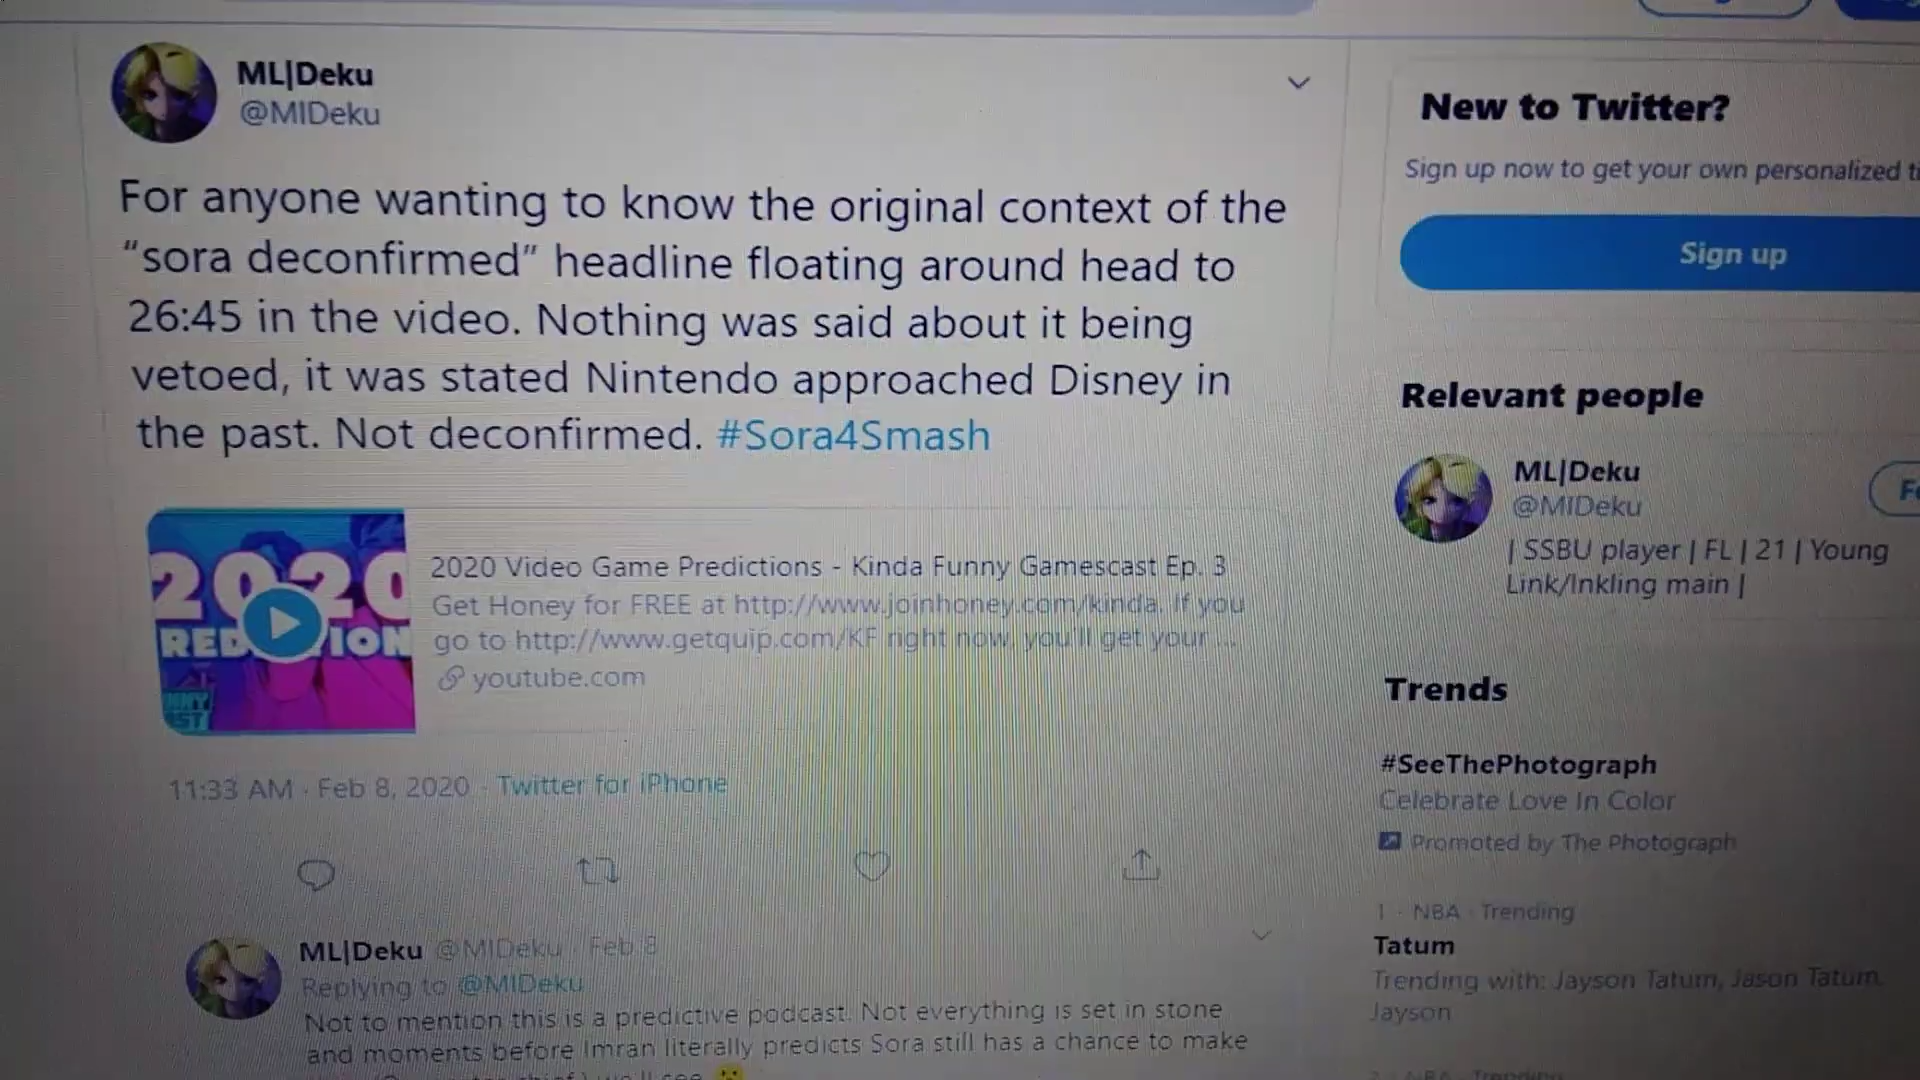 ML|Deku
@MlDeku
For anyone wanting to know the original context of the
“sora deconfirmed” headline floating around head to
26:45 in the video. Nothing was said about it being
vetoed, it was stated Nintendo approached Disney in
the past. Not deconfirmed. #Sora4Smash
2020
2020 Video Game Predictions - Kinda Funny Gamescast Ep. 3
Get Honey for FREE at http://www.joinhoney.com/kinda. If you
go to http://www.getquip.com/KF right now, you'll get your ...
youtube.com
11:33 AM · Feb 8, 2020 · Twitter for iPhone
ML|Deku @MlDeku · Feb 8
Replying to @MlDeku
Not to mention this is a predictive podcast. Not everything is set in stone
and moments before Imran literally predicts Sora still has a chance to make
we'll see
New to Twitter?
Sign up now to get your own personalized
Sign up
Relevant people
ML|Deku
@MlDeku
| SSBU player | FL | 21 | Young
Link/Inkling main |
Trends
#SeeThePhotograph
Celebrate Love In Color
Promoted by The Photograph
1 · NBA · Trending
Tatum
Trending with: Jayson Tatum, Jason Tatum,
Jayson